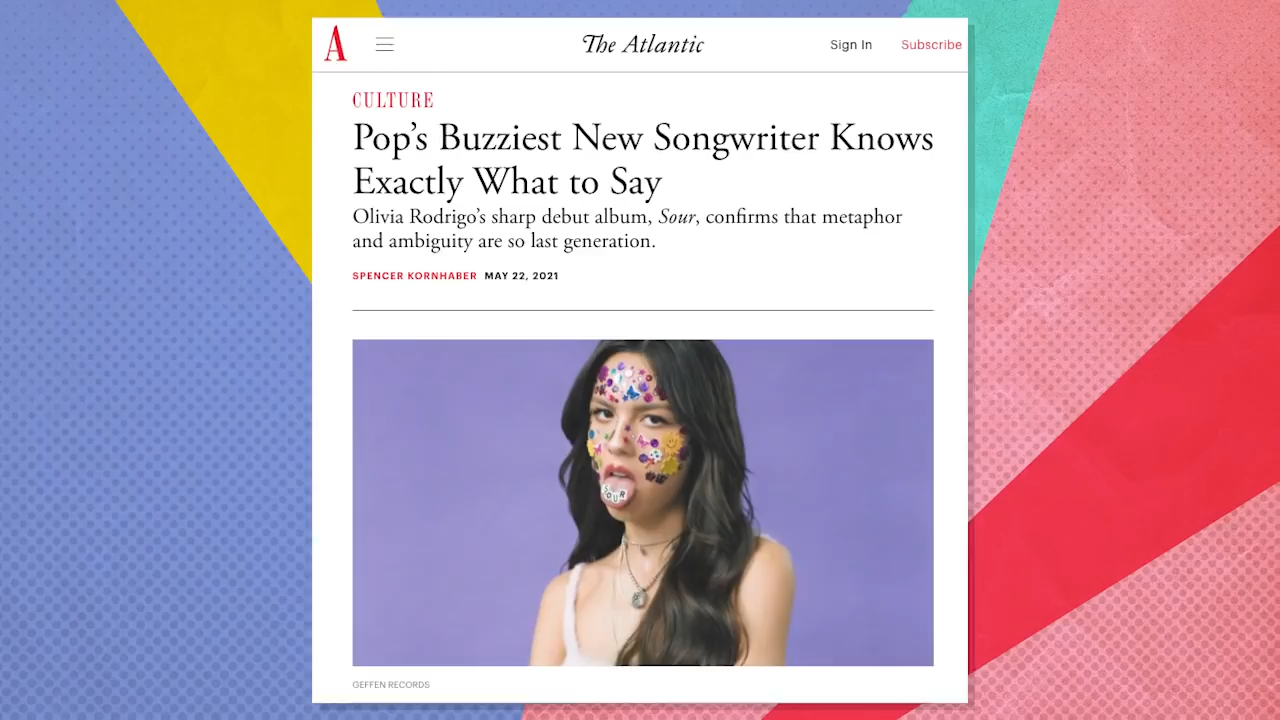 A
The Atlantic
Sign In
Subscribe
CULTURE
Pop's Buzziest New Songwriter Knows
Exactly What to Say
Olivia Rodrigo's sharp debut album, Sour, confirms that metaphor
and ambiguity are so last generation.
SPENCER KORNHABER MAY 22, 2021
SOUR
GEFFEN RECORDS